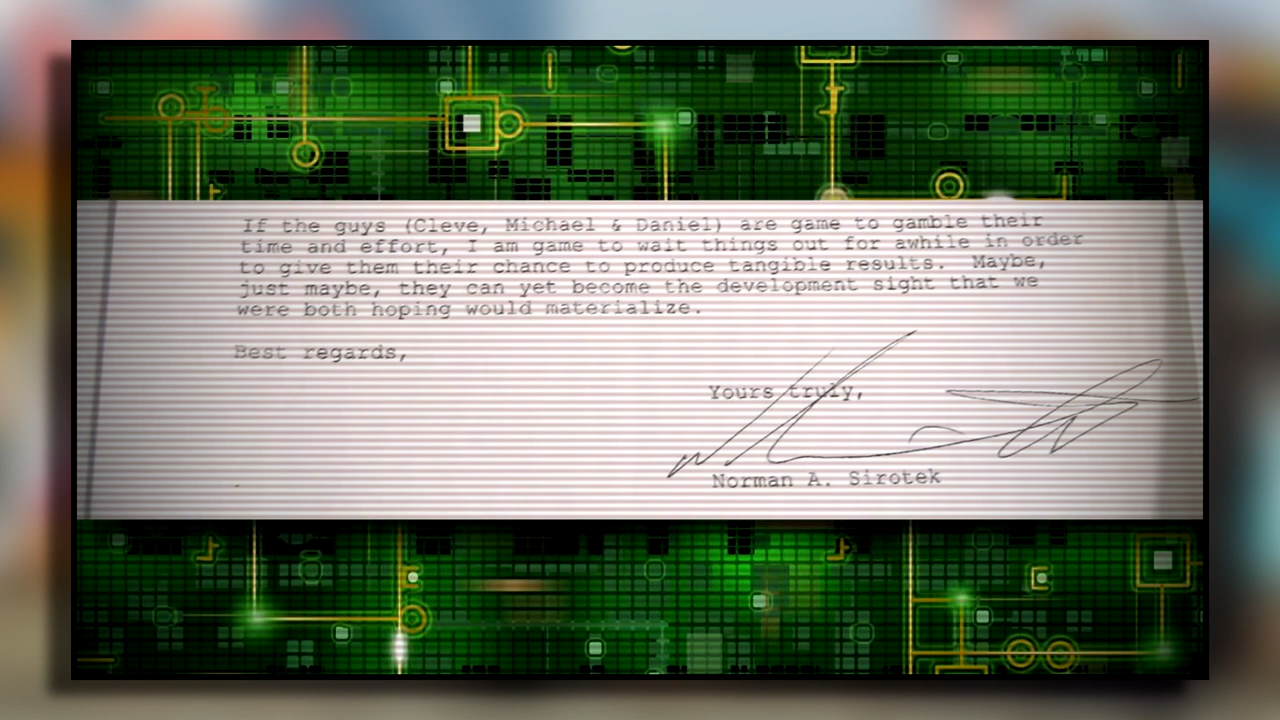 If the guys (Cleve, Michael & Daniel) are game to gamble their
time and effort, I am game to wait things out for awhile in order
to give them their chance to produce tangible results.  Maybe,
just maybe, they can yet become the development sight that we
were both hoping would materialize.
Best regards,
Yours truly,
Norman A. Sirotek